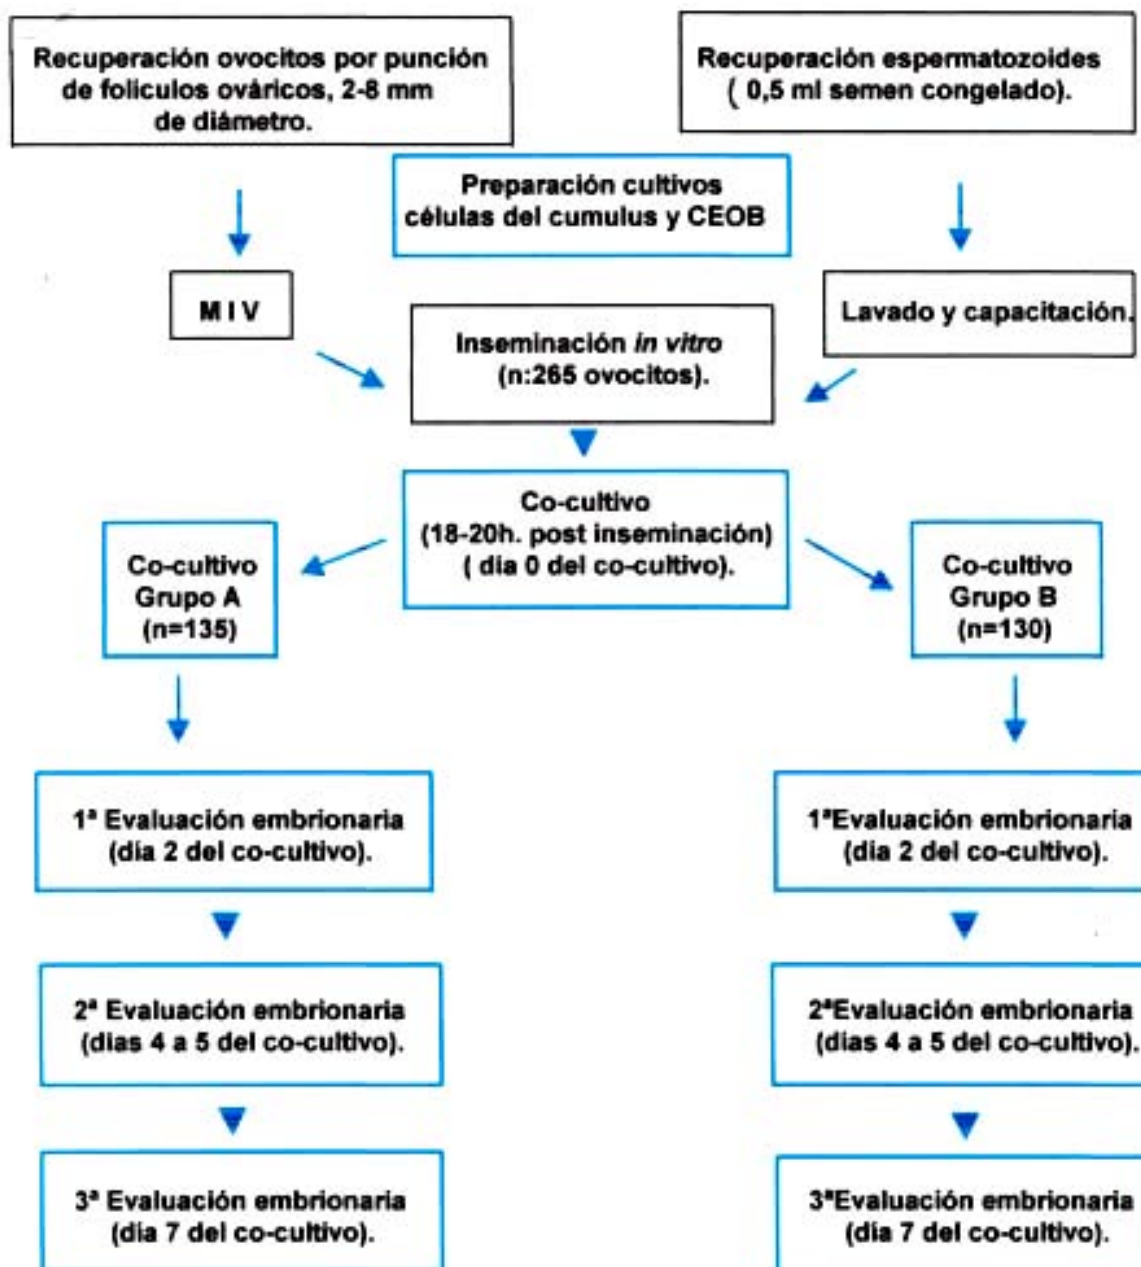 Recuperación ovocitos por punción
de foliculos ováricos, 2-8 mm
de diámetro.
Recuperación espermatozoides
( 0,5 ml semen congelado).
Preparación cultivos
células del cumulus y CEOB
M I V
Lavado y capacitación.
Inseminación in vitro
(n:265 ovocitos).
Co-cultivo
(18-20h. post inseminación)
( dia 0 del co-cultivo).
Co-cultivo
Grupo A
(n=135)
Co-cultivo
Grupo B
(n=130)
1ª Evaluación embrionaria
(dia 2 del co-cultivo).
1ªEvaluación embrionaria
(dia 2 del co-cultivo).
2ª Evaluación embrionaria
(dias 4 a 5 del co-cultivo).
2ªEvaluación embrionaria
(dias 4 a 5 del co-cultivo).
3ª Evaluación embrionaria
(dia 7 del co-cultivo).
3ªEvaluación embrionaria
(dia 7 del co-cultivo).